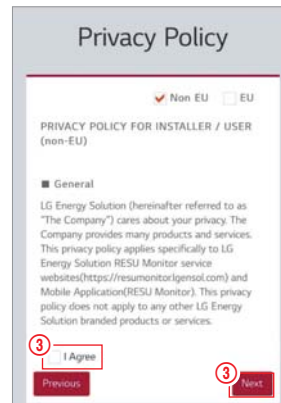 Privacy Policy
Non EU EU
PRIVACY POLICY FOR INSTALLER / USER
(non-EU)
■ General
LG Energy Solution (hereinafter referred to as
"The Company") cares about your privacy. The
Company provides many products and services.
This privacy policy applies specifically to LG
Energy Solution RESU Monitor service
websites(https://resumonitor.lgensol.com) and
Mobile Application(RESU Monitor). This privacy
policy does not apply to any other LG Energy
Solution branded products or services.
③ I Agree
Previous ③ Next